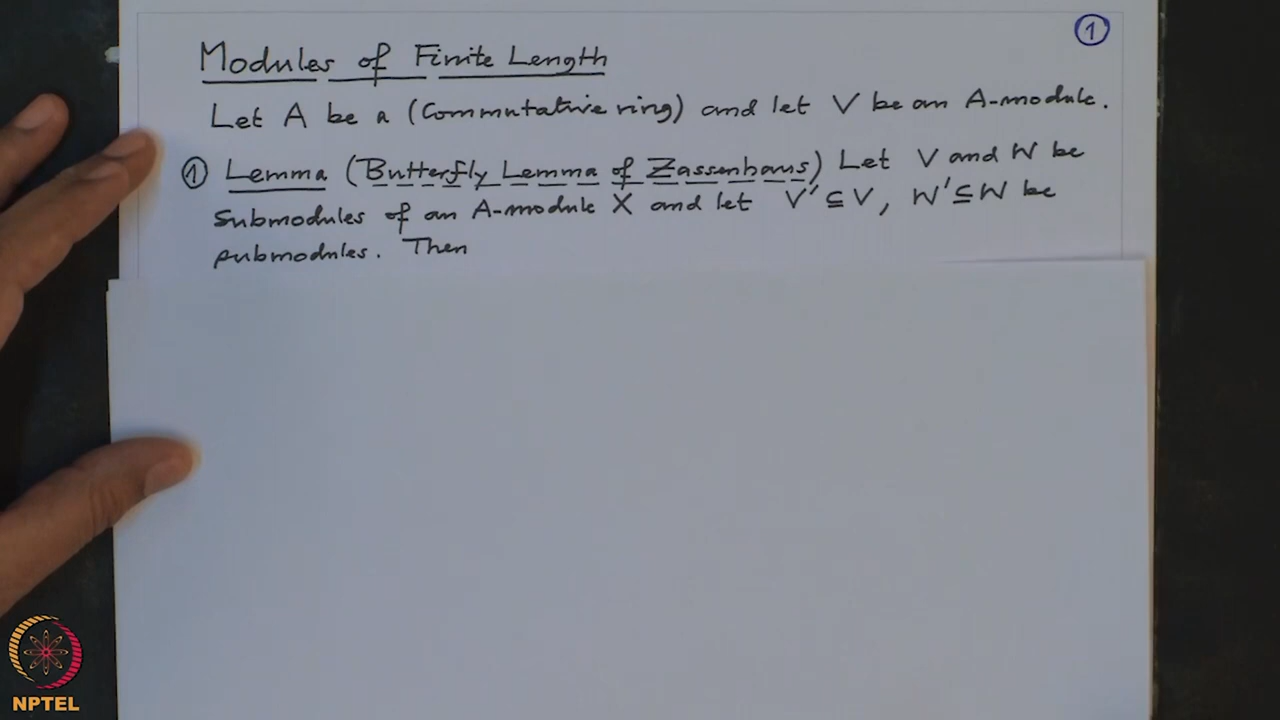 ①
Modules of Finite Length
Let A be a (Commutative ring) and let V be an A-module.
① Lemma (Butterfly Lemma of Zassenhaus) Let V and W be
Submodules of an A-module X and let V' ⊆ V, W' ⊆ W be
submodules. Then
NPTEL